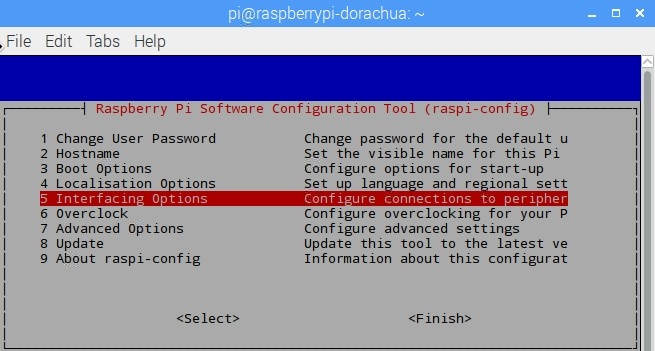 pi@raspberrypi-dorachua: ~
File Edit Tabs Help
Raspberry Pi Software Configuration Tool (raspi-config)
1 Change User Password Change password for the default u
2 Hostname Set the visible name for this Pi
3 Boot Options Configure options for start-up
4 Localisation Options Set up language and regional sett
5 Interfacing Options Configure connections to peripher
6 Overclock Configure overclocking for your P
7 Advanced Options Configure advanced settings
8 Update Update this tool to the latest ve
9 About raspi-config Information about this configurat
<Select> <Finish>